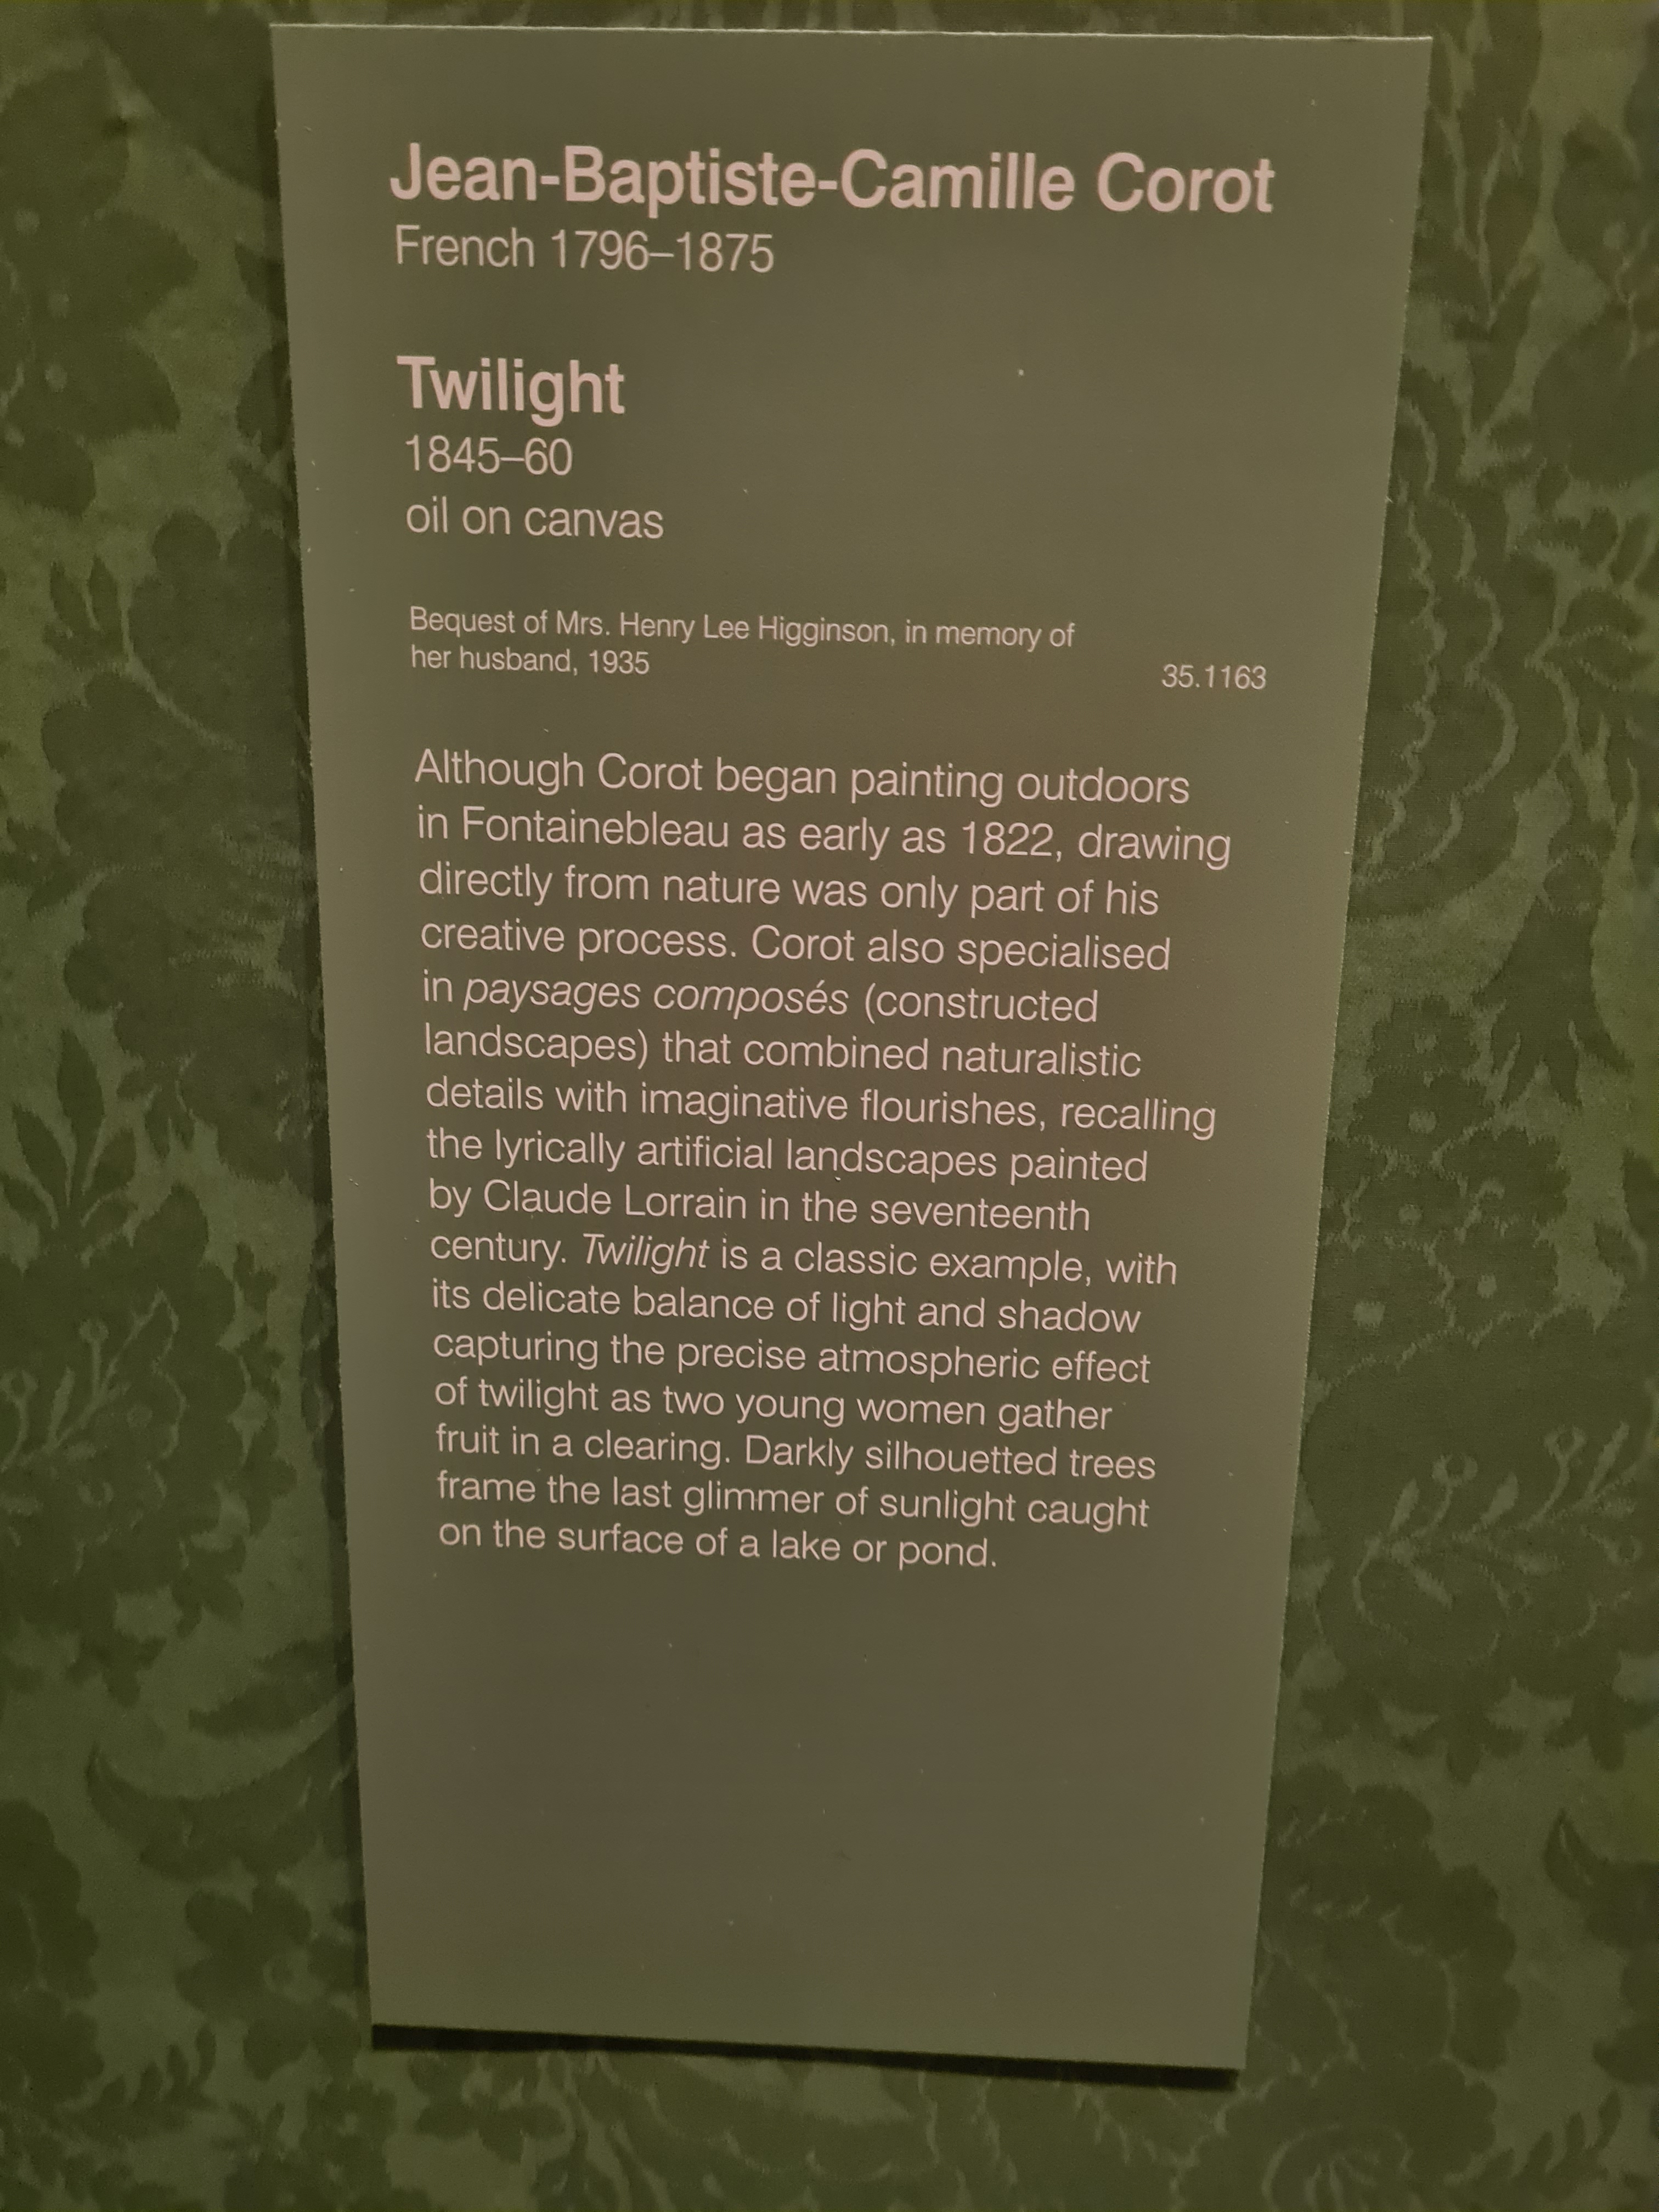 Jean-Baptiste-Camille Corot
French 1796–1875
Twilight
1845–60
oil on canvas
Bequest of Mrs. Henry Lee Higginson, in memory of
her husband, 1935
35.1163
Although Corot began painting outdoors
in Fontainebleau as early as 1822, drawing
directly from nature was only part of his
creative process. Corot also specialised
in paysages composés (constructed
landscapes) that combined naturalistic
details with imaginative flourishes, recalling
the lyrically artificial landscapes painted
by Claude Lorrain in the seventeenth
century. Twilight is a classic example, with
its delicate balance of light and shadow
capturing the precise atmospheric effect
of twilight as two young women gather
fruit in a clearing. Darkly silhouetted trees
frame the last glimmer of sunlight caught
on the surface of a lake or pond.